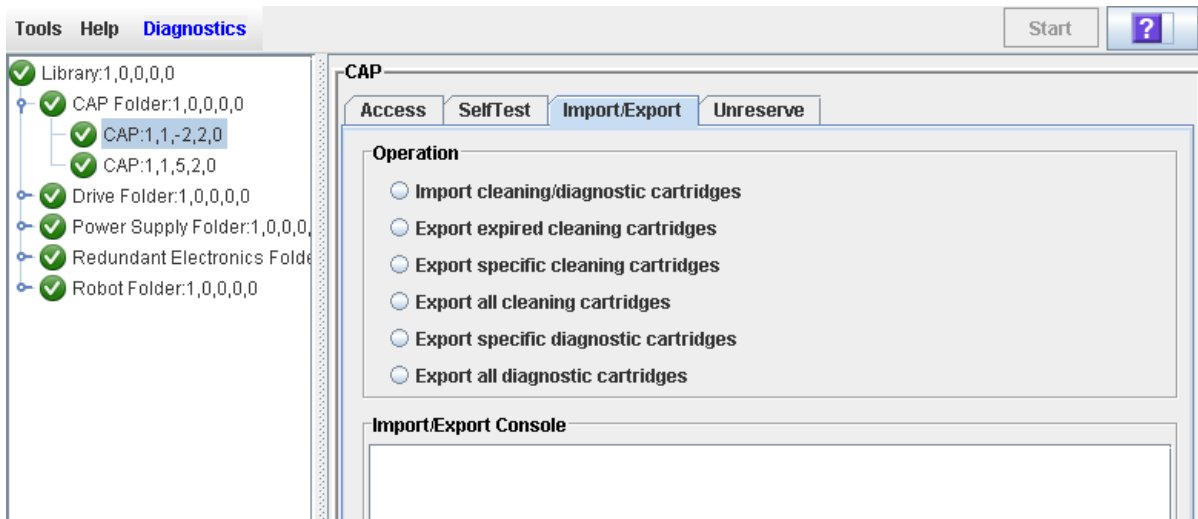 Tools Help Diagnostics
Start
?
Library:1,0,0,0,0
CAP Folder:1,0,0,0,0
CAP:1,1,-2,2,0
CAP:1,1,5,2,0
Drive Folder:1,0,0,0,0
Power Supply Folder:1,0,0,0,
Redundant Electronics Folde
Robot Folder:1,0,0,0,0
CAP
Access SelfTest Import/Export Unreserve
Operation
Import cleaning/diagnostic cartridges
Export expired cleaning cartridges
Export specific cleaning cartridges
Export all cleaning cartridges
Export specific diagnostic cartridges
Export all diagnostic cartridges
Import/Export Console